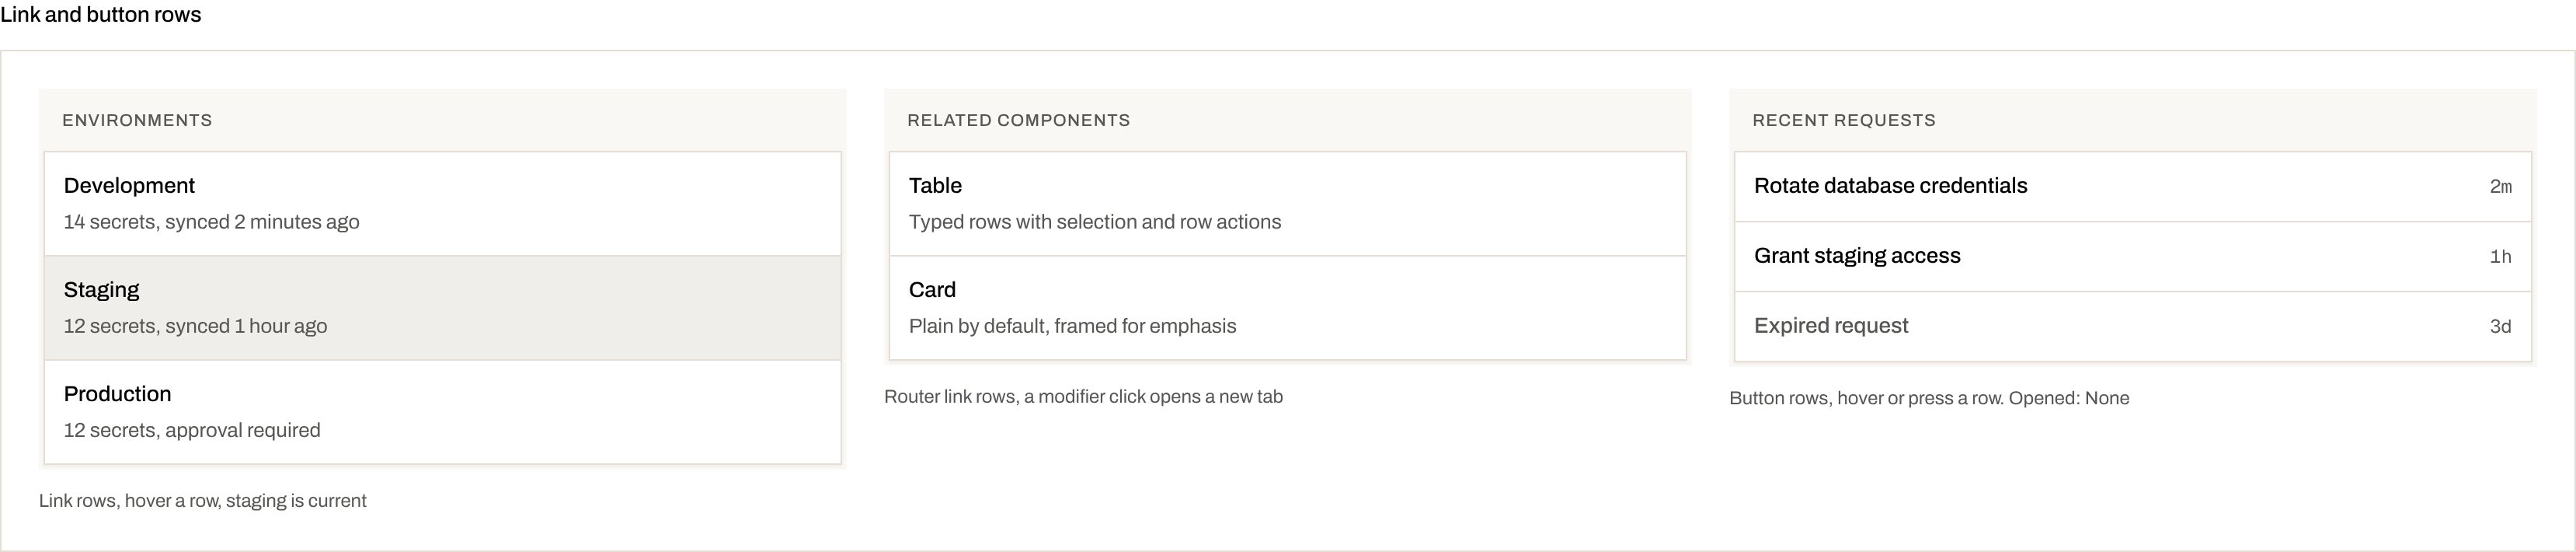 Link and button rows
ENVIRONMENTS
Development
14 secrets, synced 2 minutes ago
Staging
12 secrets, synced 1 hour ago
Production
12 secrets, approval required
Link rows, hover a row, staging is current
RELATED COMPONENTS
Table
Typed rows with selection and row actions
Card
Plain by default, framed for emphasis
Router link rows, a modifier click opens a new tab
RECENT REQUESTS
Rotate database credentials 2m
Grant staging access 1h
Expired request 3d
Button rows, hover or press a row. Opened: None